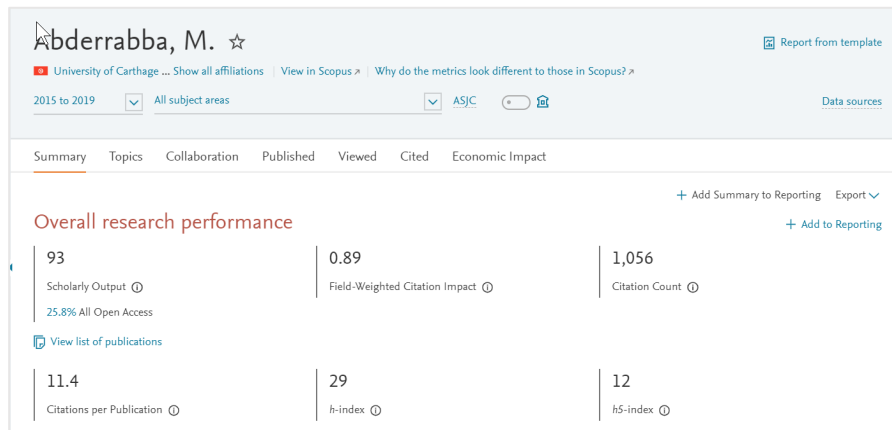 Abderrabba, M.
Report from template
University of Carthage ... Show all affiliations | View in Scopus ↗ | Why do the metrics look different to those in Scopus? ↗
2015 to 2019 All subject areas ASJC
Data sources
Summary Topics Collaboration Published Viewed Cited Economic Impact
+ Add Summary to Reporting Export
Overall research performance
+ Add to Reporting
93 0.89 1,056
Scholarly Output Field-Weighted Citation Impact Citation Count
25.8% All Open Access
View list of publications
11.4 29 12
Citations per Publication h-index h5-index